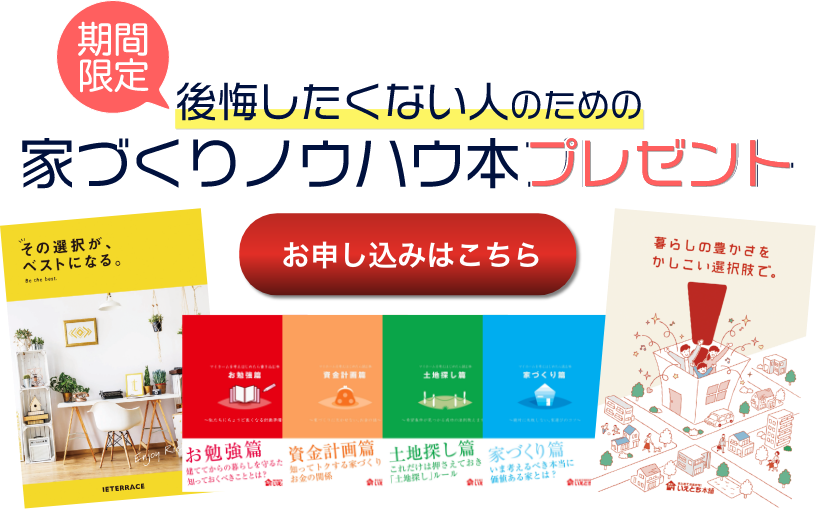 期間
限定
後悔したくない人のための
家づくりノウハウ本プレゼント
お申し込みはこちら
その選択が、
ベストになる。
Be the best.
Enjoy
IETERRACE
お勉強篇
お勉強篇
建ててからの暮らしを守るた
知っておくべきこととは?
資金計画篇
資金計画篇
知ってトクする家づくり
お金の関係
土地探し篇
土地探し篇
これだけは押さえておき
「土地探し」ルール
家づくり篇
家づくり篇
いま考えるべき本当に
価値ある家とは?
暮らしの豊かさを
かしこい選択肢で。
いえとち本舗